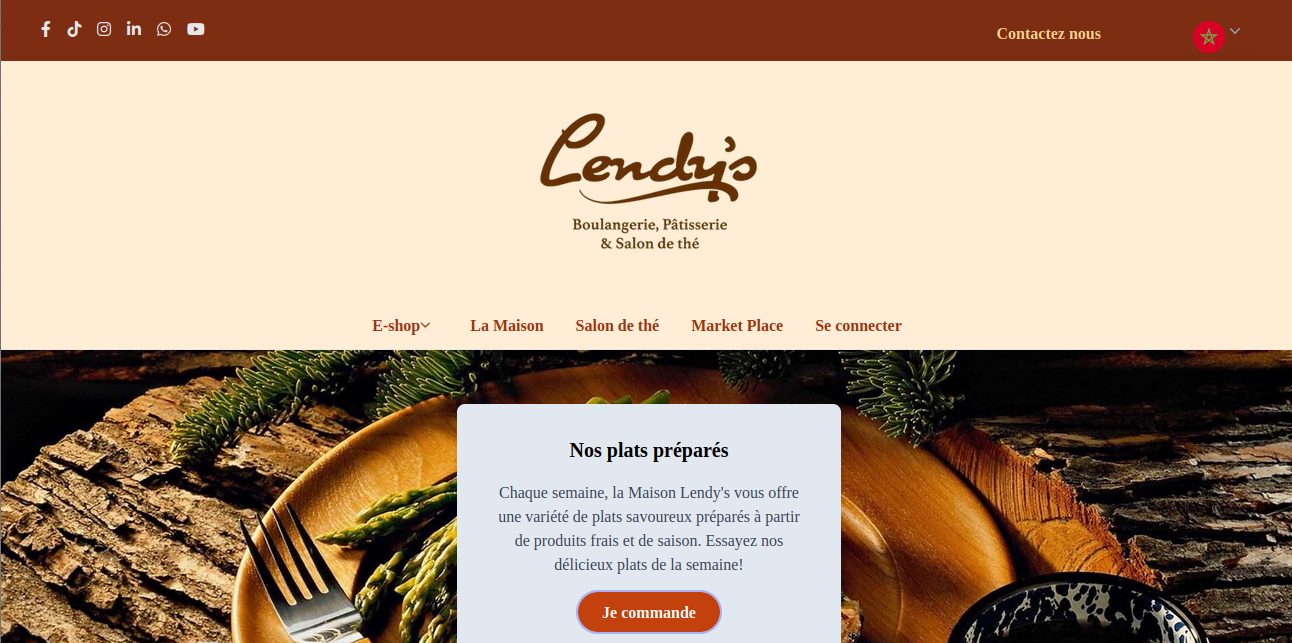 Contactez nous
Lendy's
Boulangerie, Pâtisserie
& Salon de thé
E-shop La Maison Salon de thé Market Place Se connecter
Nos plats préparés
Chaque semaine, la Maison Lendy's vous offre
une variété de plats savoureux préparés à partir
de produits frais et de saison. Essayez nos
délicieux plats de la semaine!
Je commande